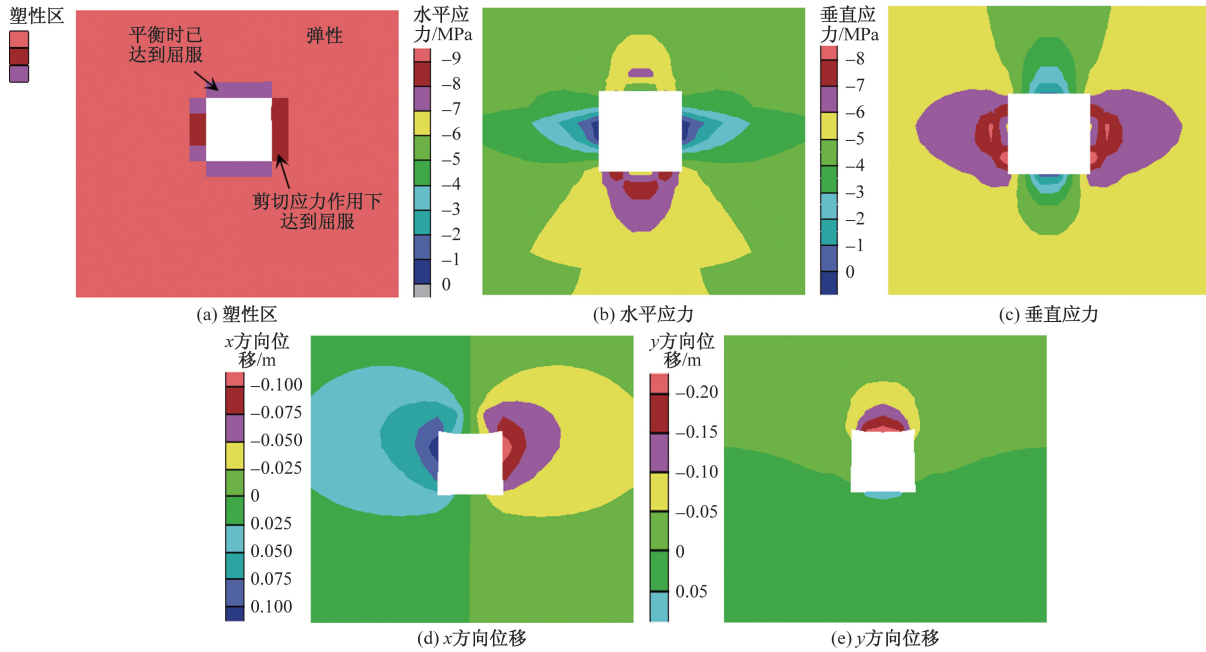 塑性区
平衡时已
达到屈服
弹性
剪切应力作用下
达到屈服
(a) 塑性区
水平应
力/MPa
−9
−8
−7
−6
−5
−4
−3
−2
−1
0
(b) 水平应力
垂直应
力/MPa
−8
−7
−6
−5
−4
−3
−2
−1
0
(c) 垂直应力
x方向位
移/m
−0.100
−0.075
−0.050
−0.025
0
0.025
0.050
0.075
0.100
(d) x方向位移
y方向位
移/m
−0.20
−0.15
−0.10
−0.05
0
0.05
(e) y方向位移